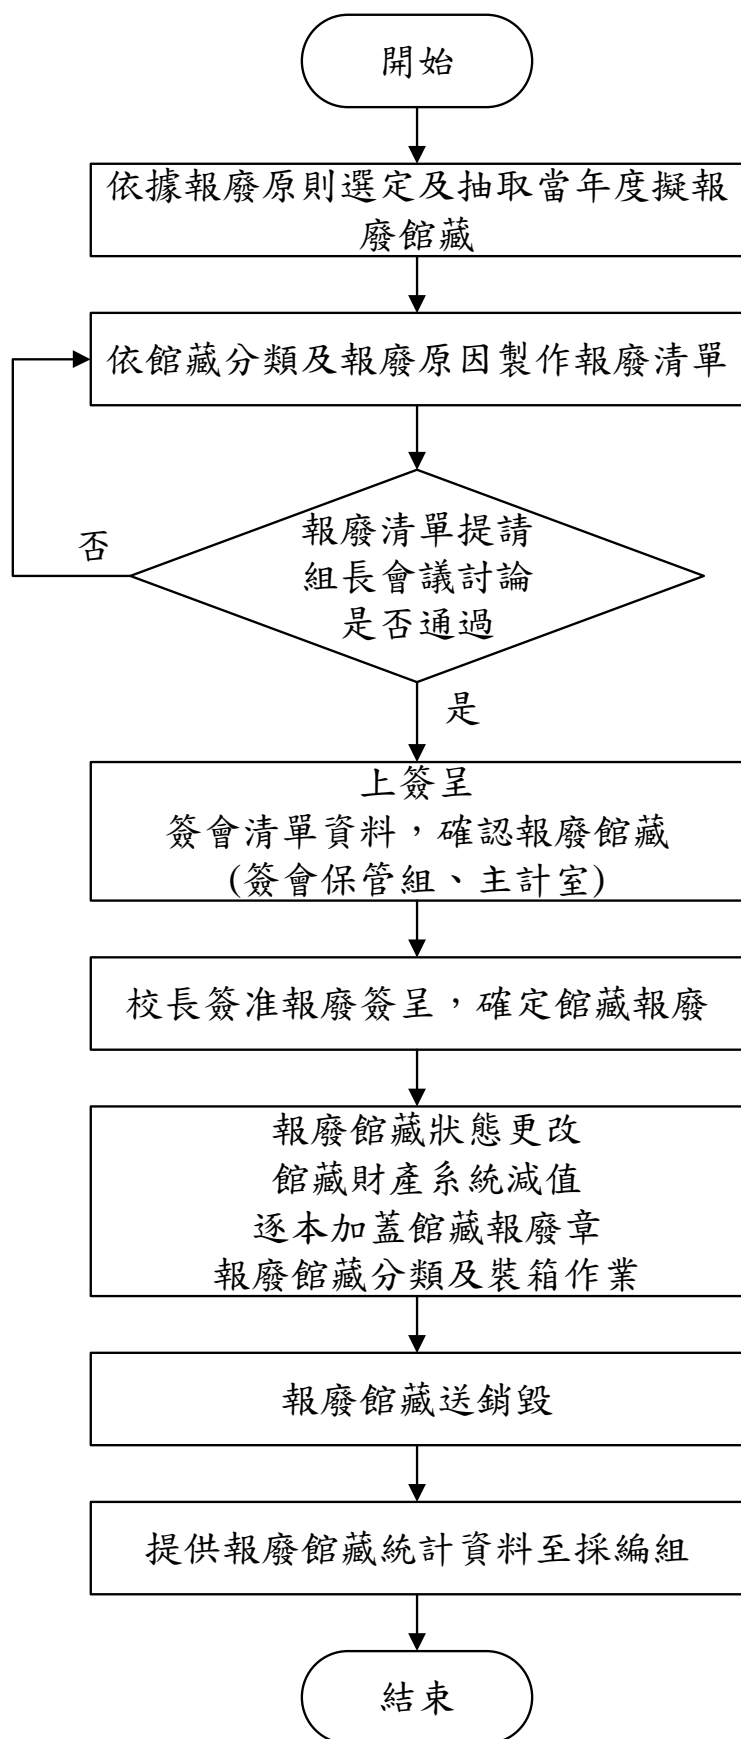 開始
依據報廢原則選定及抽取當年度擬報
廢館藏
依館藏分類及報廢原因製作報廢清單
報廢清單提請
組長會議討論
是否通過
否
是
上簽呈
簽會清單資料，確認報廢館藏
(簽會保管組、主計室)
校長簽准報廢簽呈，確定館藏報廢
報廢館藏狀態更改
館藏財產系統減值
逐本加蓋館藏報廢章
報廢館藏分類及裝箱作業
報廢館藏送銷毀
提供報廢館藏統計資料至採編組
結束